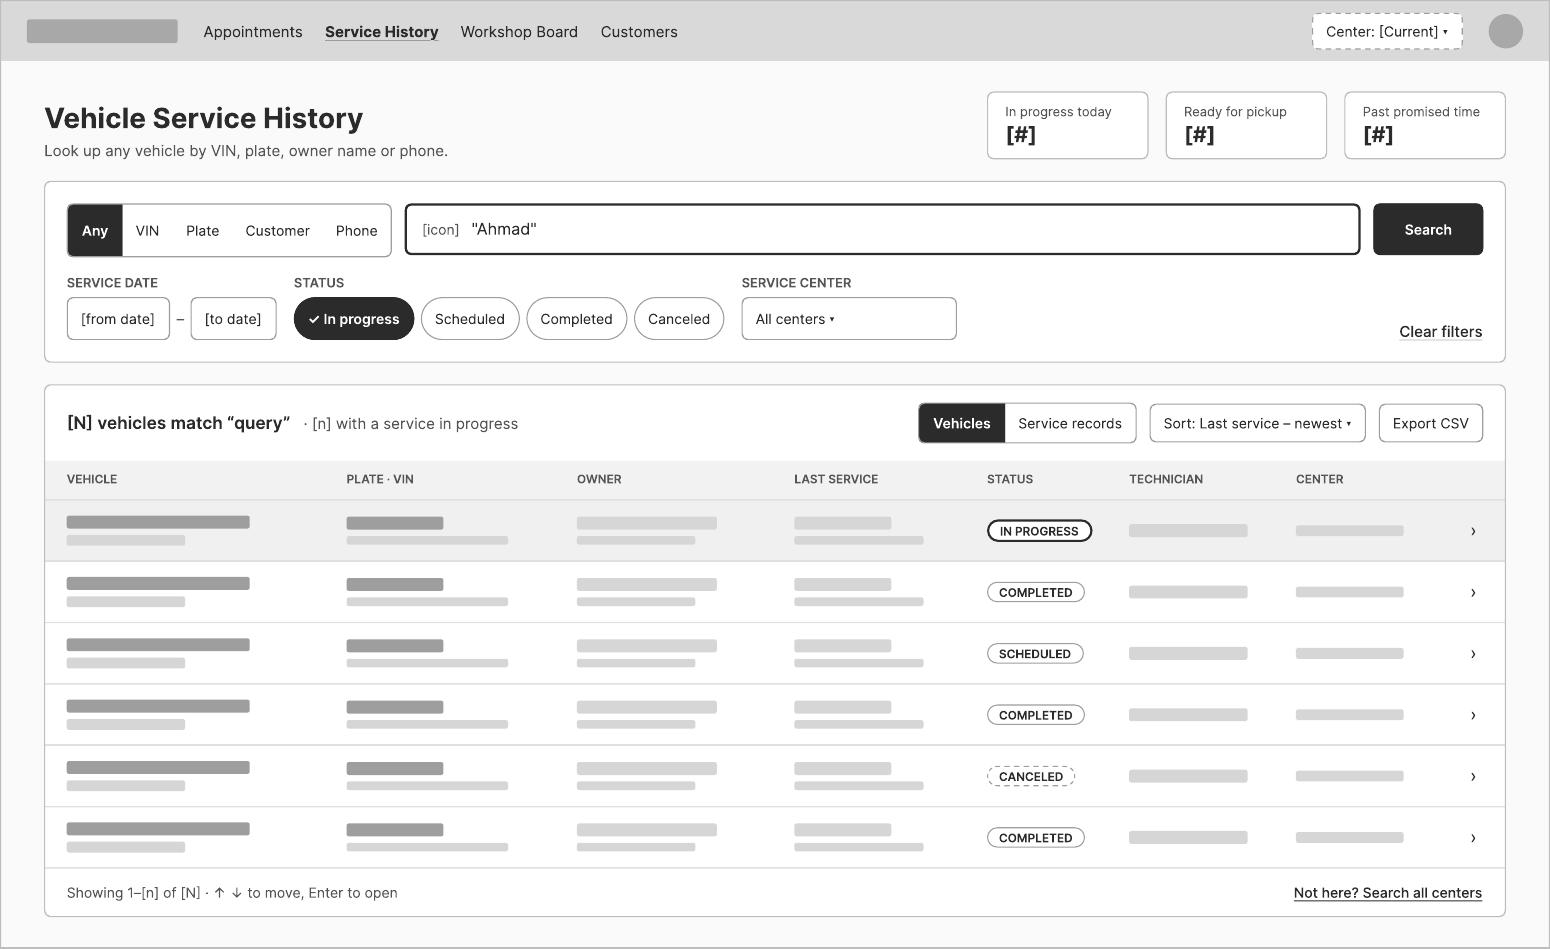 Appointments Service History Workshop Board Customers Center: [Current] ▾
Vehicle Service History
Look up any vehicle by VIN, plate, owner name or phone.
In progress today
[#]
Ready for pickup
[#]
Past promised time
[#]
Any VIN Plate Customer Phone
[icon] "Ahmad"
Search
SERVICE DATE
[from date] – [to date]
STATUS
✓ In progress Scheduled Completed Canceled
SERVICE CENTER
All centers ▾
Clear filters
[N] vehicles match “query” · [n] with a service in progress
Vehicles Service records
Sort: Last service – newest ▾
Export CSV
VEHICLE PLATE · VIN OWNER LAST SERVICE STATUS TECHNICIAN CENTER
IN PROGRESS ›
COMPLETED ›
SCHEDULED ›
COMPLETED ›
CANCELED ›
COMPLETED ›
Showing 1–[n] of [N] · ↑ ↓ to move, Enter to open
Not here? Search all centers